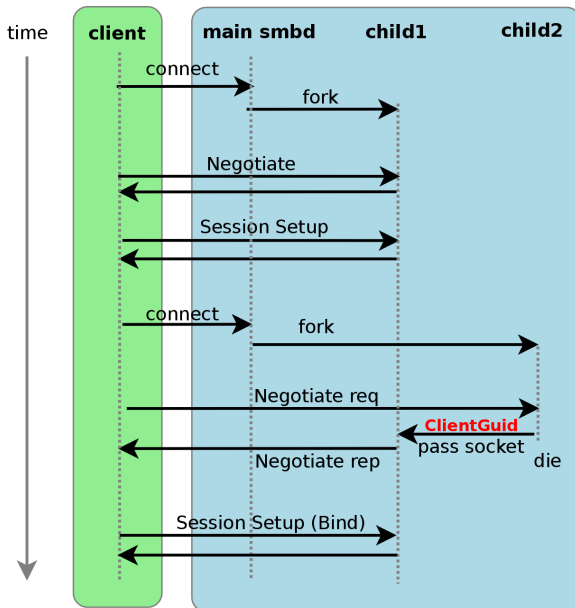 time
client
main smbd
child1
child2
connect
fork
Negotiate
Session Setup
connect
fork
Negotiate req
ClientGuid
pass socket
Negotiate rep
die
Session Setup (Bind)